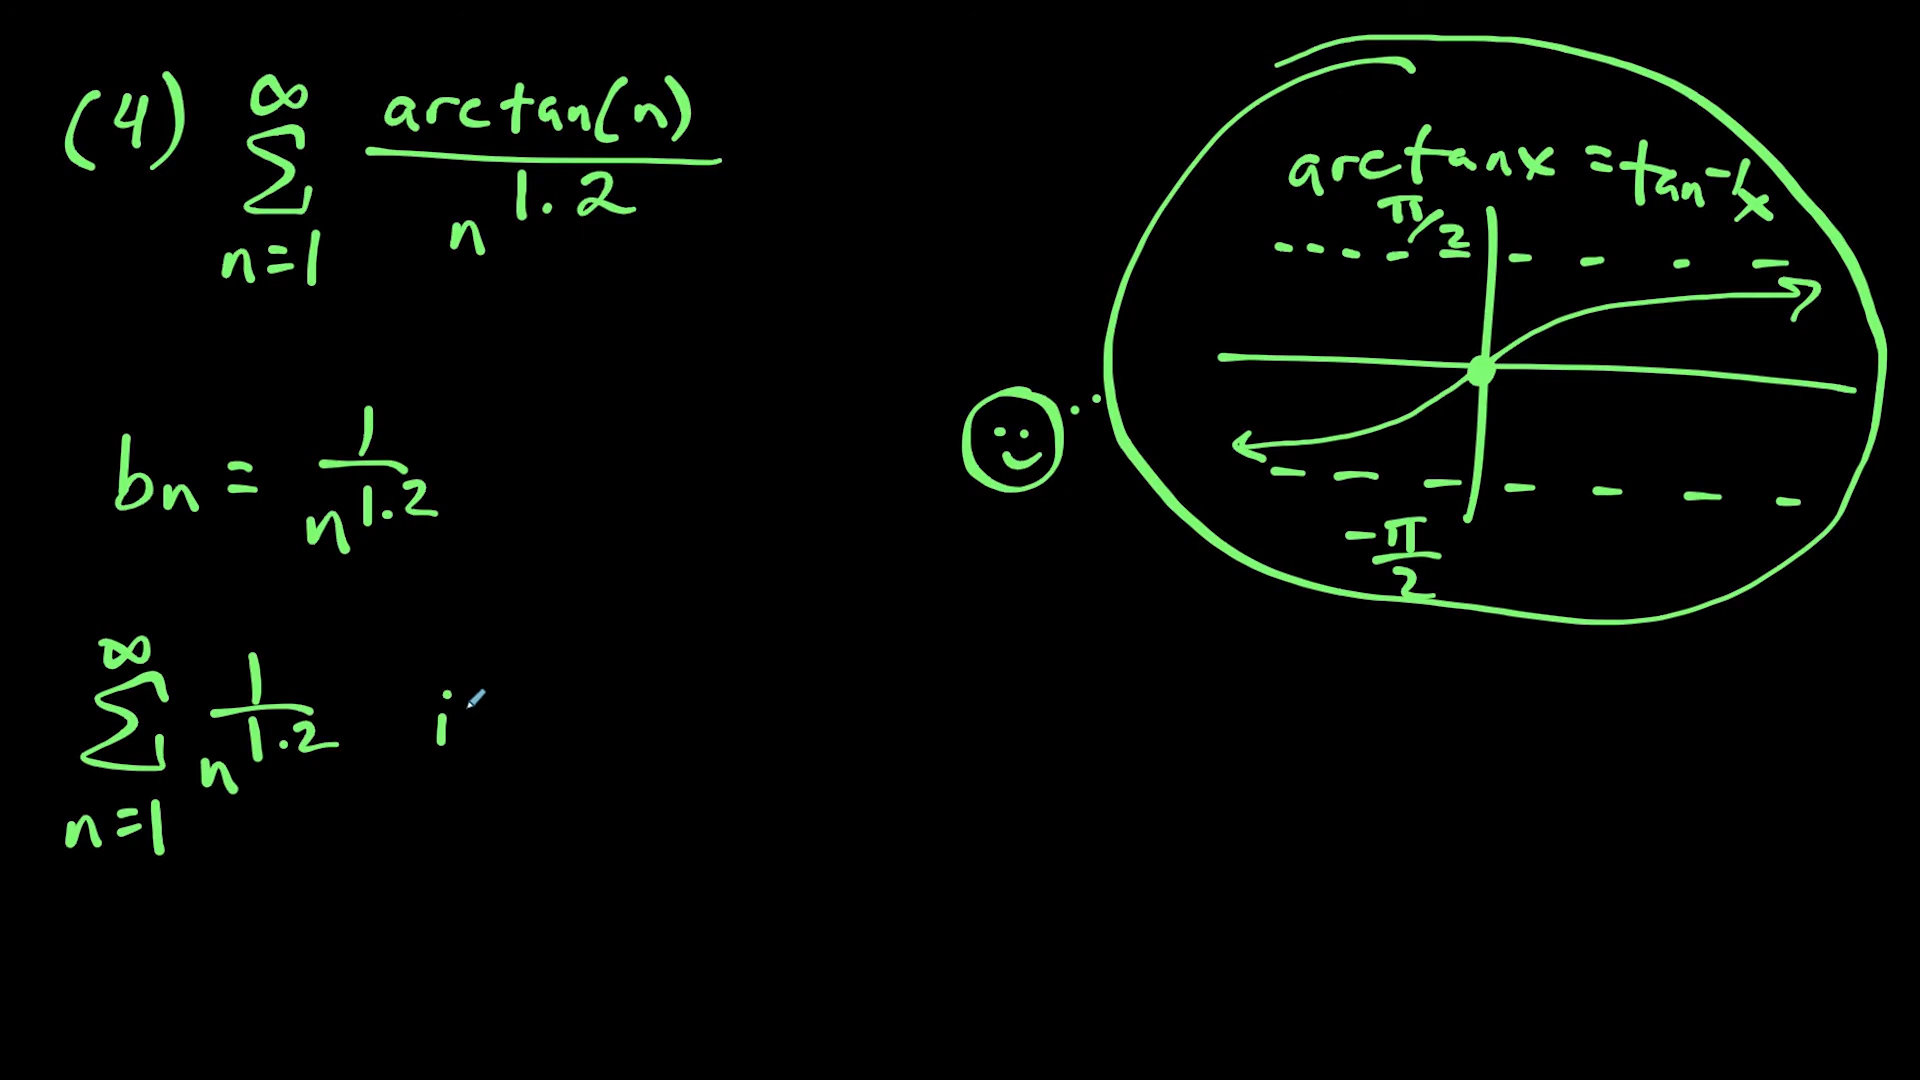 (4) ∞
Σ arctan(n)
n=1 n^1.2
bn = 1
n^1.2
∞
Σ 1
n=1 n^1.2 i
arctanx = tan⁻¹x
π/2
-π
2